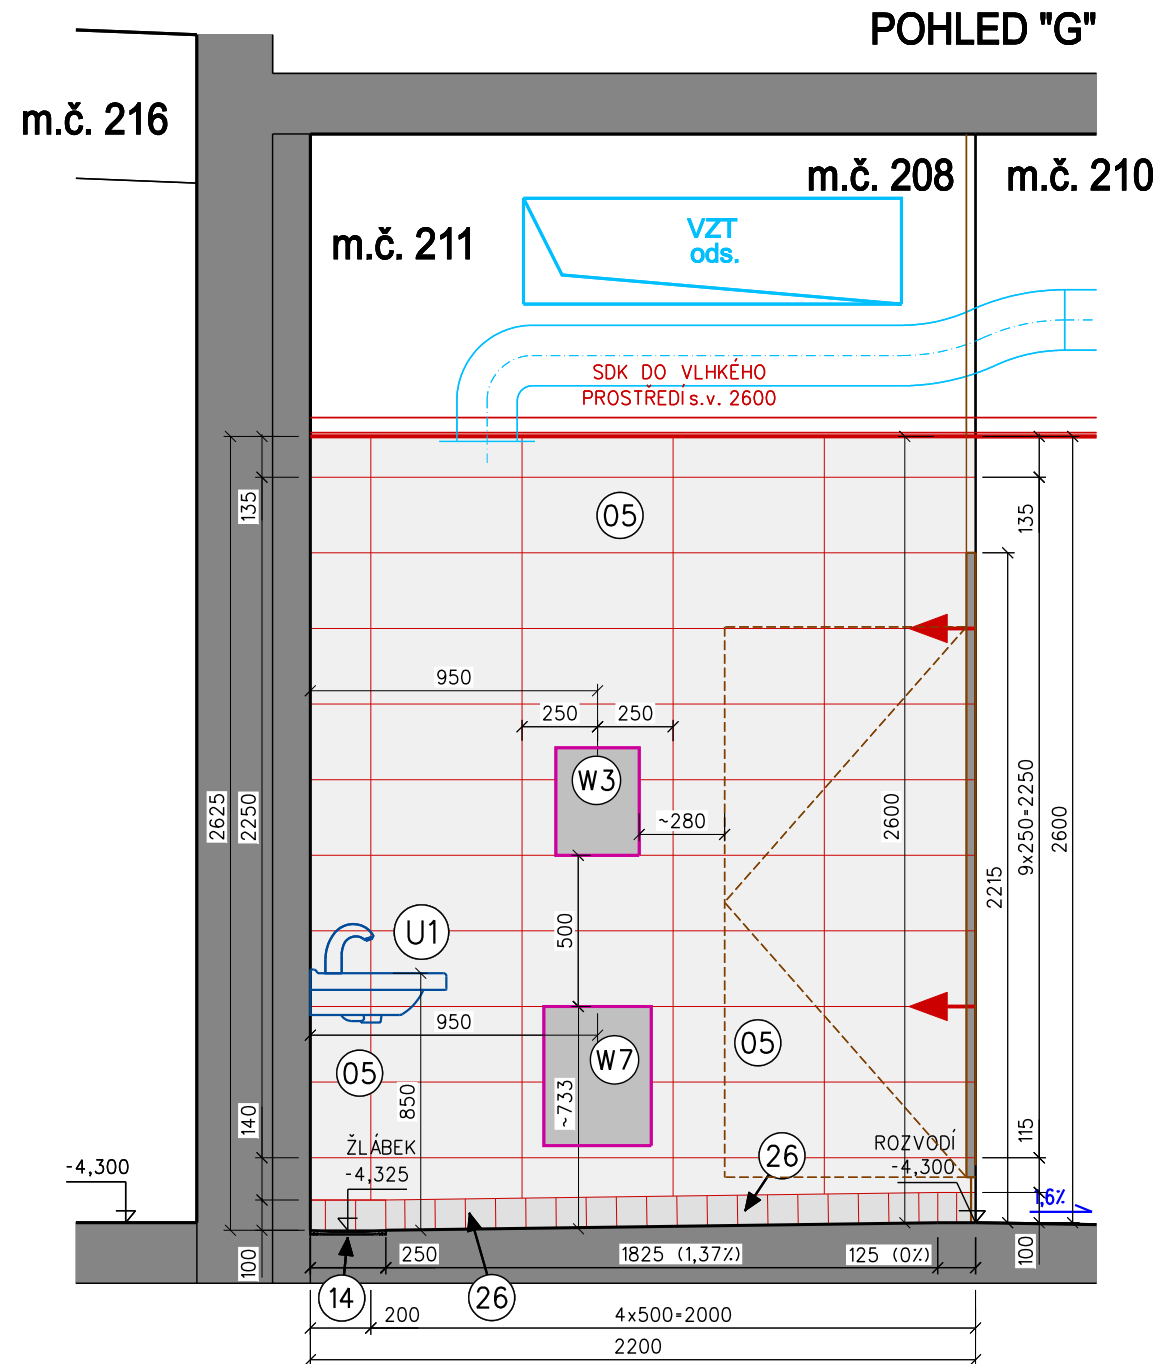 POHLED "G"
m.č. 216
m.č. 208
m.č. 210
m.č. 211
VZT
ods.
SDK DO VLHKÉHO
PROSTŘEDÍ s.v. 2600
135
05
135
950
250
250
W3
~280
2625
2250
2600
9x250=2250
2600
2215
U1
500
950
W7
05
05
850
~733
140
115
ŽLÁBEK
-4,325
ROZVODÍ
-4,300
-4,300
26
1,6%
100
250
1825 (1,37%)
125 (0%)
100
14
26
200
4x500=2000
2200